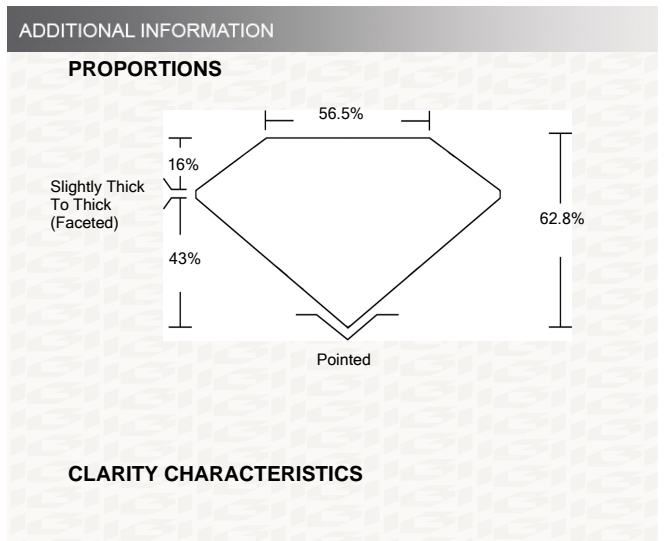 ADDITIONAL INFORMATION
PROPORTIONS
56.5%
16%
Slightly Thick
To Thick
(Faceted)
62.8%
43%
Pointed
CLARITY CHARACTERISTICS